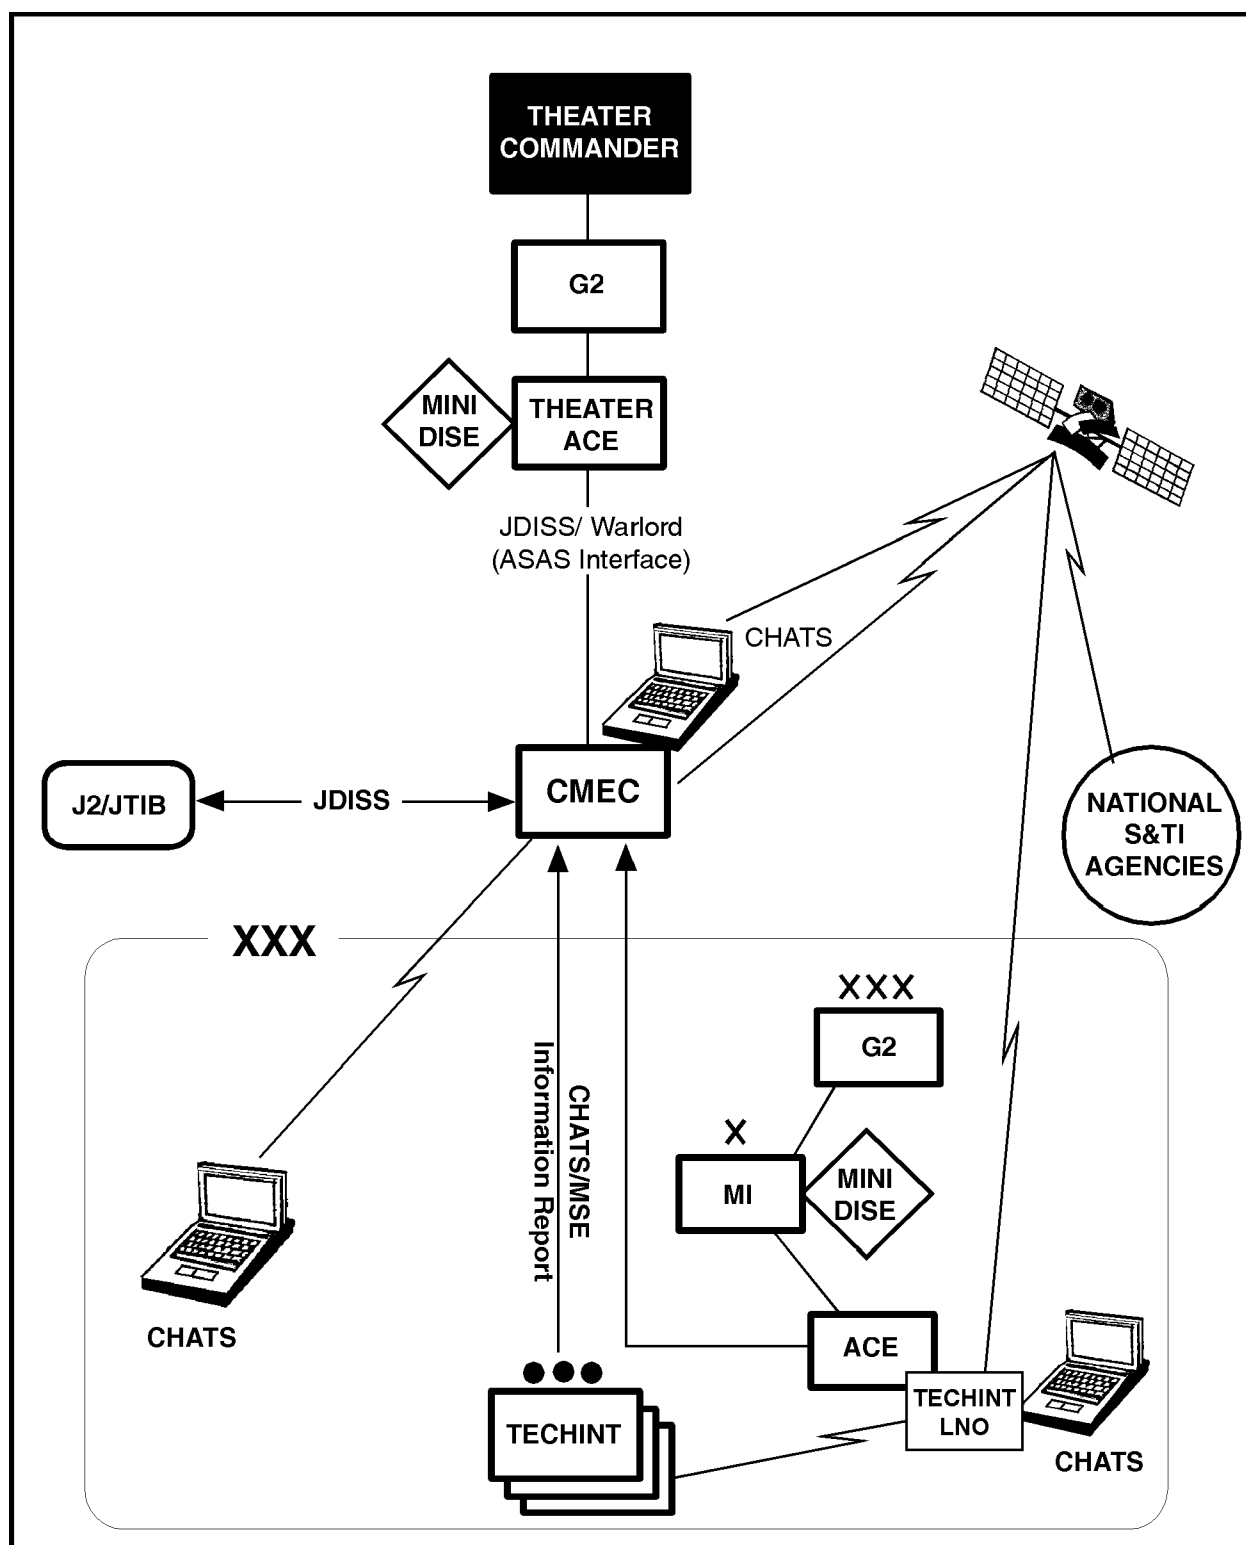 THEATER
COMMANDER
G2
MINI
DISE
THEATER
ACE
JDISS/ Warlord
(ASAS Interface)
CHATS
CMEC
J2/JTIB
JDISS
NATIONAL
S&TI
AGENCIES
XXX
XXX
G2
X
MI
MINI
DISE
CHATS/MSE
Information Report
CHATS
ACE
TECHINT
LNO
CHATS
TECHINT